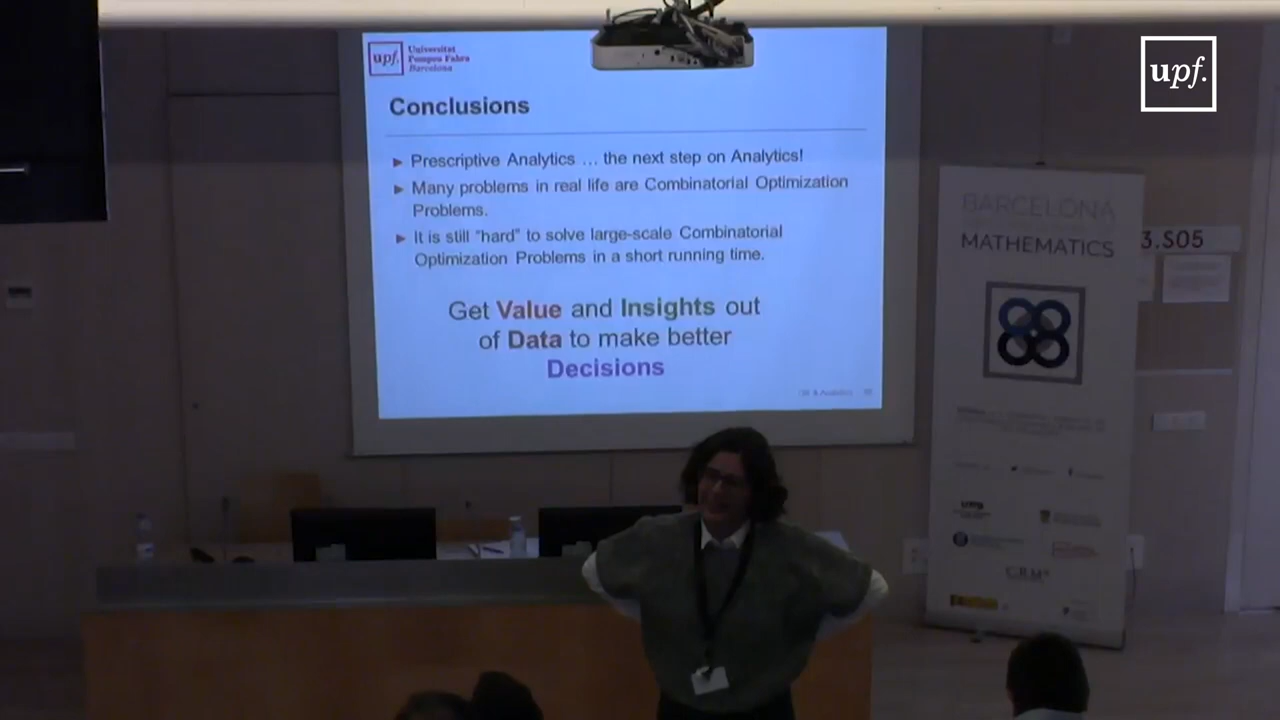 upf.
Universitat
Pompeu Fabra
Barcelona
upf.
Conclusions
► Prescriptive Analytics … the next step on Analytics!
► Many problems in real life are Combinatorial Optimization
Problems.
► It is still "hard" to solve large-scale Combinatorial
Optimization Problems in a short running time.
Get Value and Insights out
of Data to make better
Decisions
BARCELONA
MATHEMATICS
3.S05